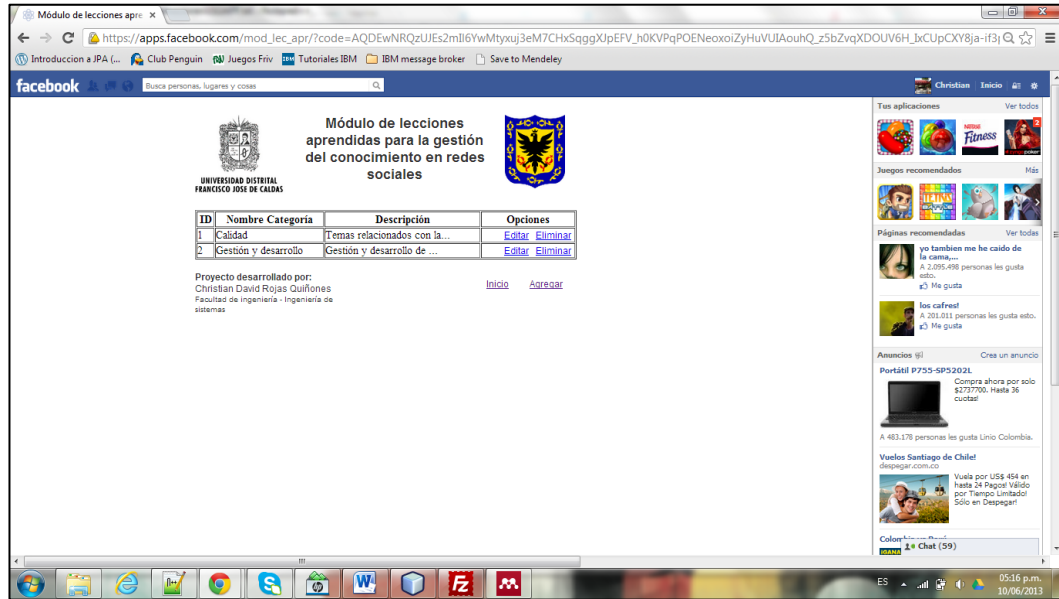 Módulo de lecciones apre
https://apps.facebook.com/mod_lec_apr/?code=
Introduccion a JPA (...
Club Penguin
Juegos Friv
Tutoriales IBM
IBM message broker
Save to Mendeley
facebook
Busca personas, lugares y cosas
Christian
Inicio
UNIVERSIDAD DISTRITAL
FRANCISCO JOSE DE CALDAS
Módulo de lecciones
aprendidas para la gestión
del conocimiento en redes
sociales
ID Nombre Categoría Descripción Opciones
1 Calidad Temas relacionados con la... Editar Eliminar
2 Gestión y desarrollo Gestión y desarrollo de ... Editar Eliminar
Proyecto desarrollado por:
Christian David Rojas Quiñones
Facultad de ingeniería - Ingeniería de
sistemas
Inicio Agregar
Tus aplicaciones Ver todos
Fitness
poker
2
Juegos recomendados Más
TETRIS
Páginas recomendadas Ver todas
yo tambien me he caido de
la cama,...
A 2.095.498 personas les gusta
esto.
Me gusta
los cafres!
A 201.011 personas les gusta esto.
Me gusta
Anuncios Crea un anuncio
Portátil P755-SP5202L
Compra ahora por solo
$2737700. Hasta 36
cuotas!
A 483.178 personas les gusta Linio Colombia.
Vuelos Santiago de Chile!
despegar.com.co
Vuela por US$ 454 en
hasta 24 Pagos! Válido
por Tiempo Limitado!
Sólo en Despegar!
Chat (59)
ES
05:16 p.m.
10/06/2013